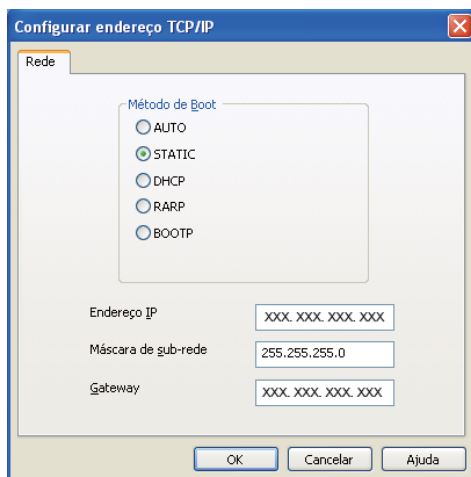 Configurar endereço TCP/IP
Rede
Método de Boot
AUTO
STATIC
DHCP
RARP
BOOTP
Endereço IP XXX. XXX. XXX. XXX
Máscara de sub-rede 255.255.255.0
Gateway XXX. XXX. XXX. XXX
OK Cancelar Ajuda